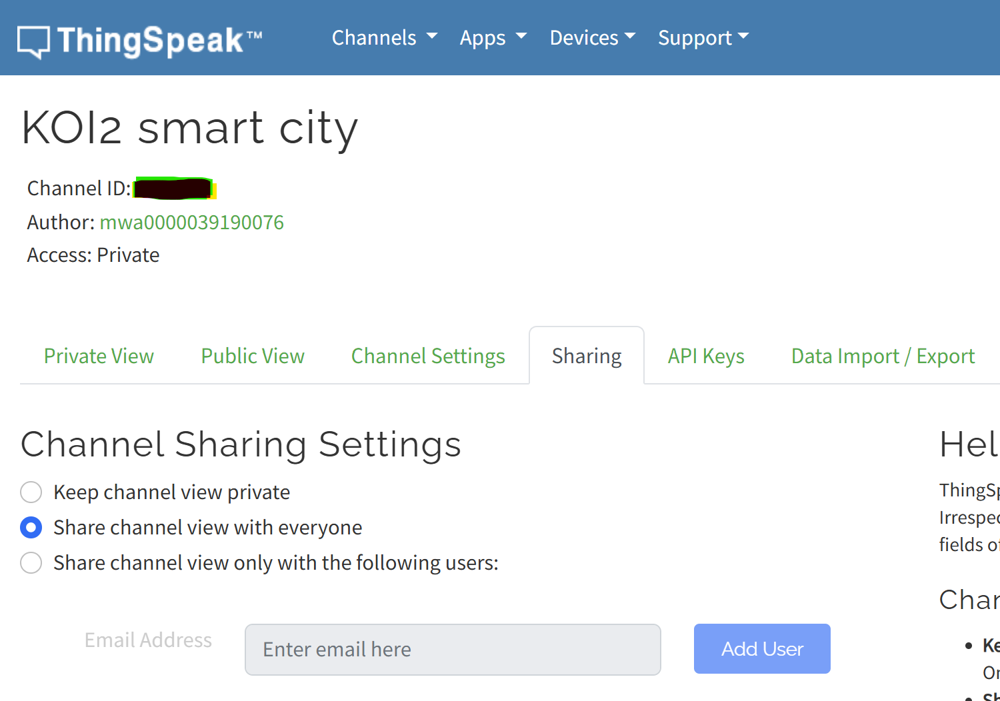 ThingSpeak™ Channels Apps Devices Support
KOI2 smart city
Channel ID:
Author: mwa0000039190076
Access: Private
Private View Public View Channel Settings Sharing API Keys Data Import / Export
Channel Sharing Settings
Keep channel view private
Share channel view with everyone
Share channel view only with the following users:
Email Address Enter email here Add User
Hel
ThingSp
Irrespec
fields of
Char
Ke
On
Sh